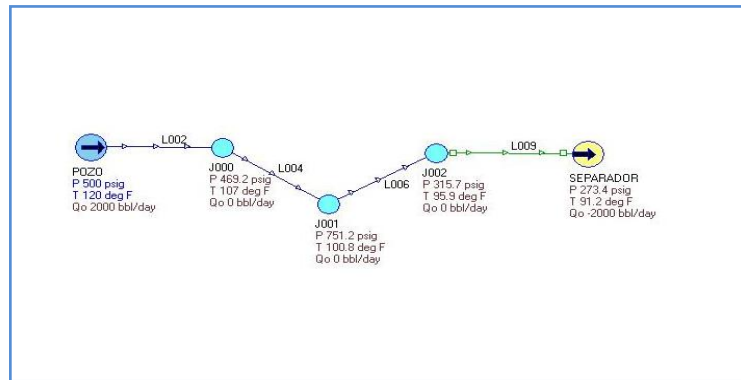 L002
L004
L006
L009
POZO
P 500 psig
T 120 deg F
Qo 2000 bbl/day
J000
P 469.2 psig
T 107 deg F
Qo 0 bbl/day
J001
P 751.2 psig
T 100.8 deg F
Qo 0 bbl/day
J002
P 315.7 psig
T 95.9 deg F
Qo 0 bbl/day
SEPARADOR
P 273.4 psig
T 91.2 deg F
Qo -2000 bbl/day